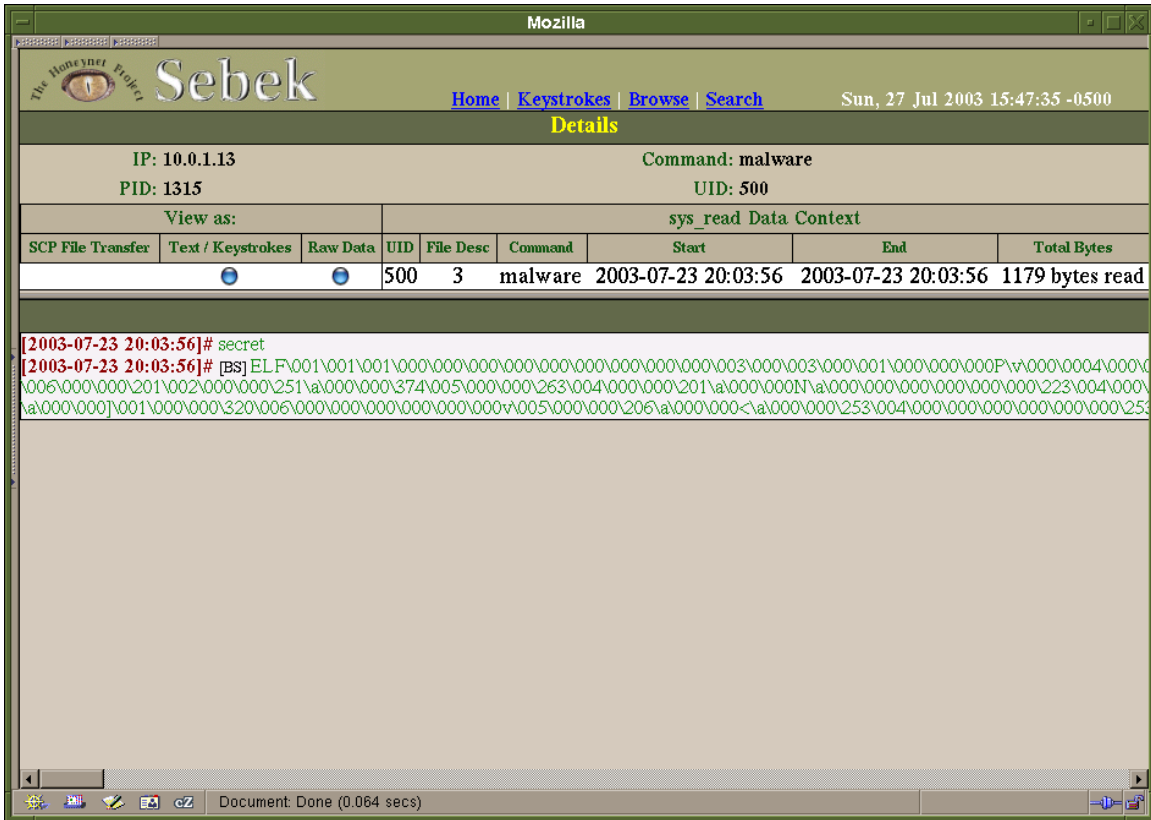 Mozilla
The Honeynet Project Sebek
Home | Keystrokes | Browse | Search Sun, 27 Jul 2003 15:47:35 -0500
Details
IP: 10.0.1.13 Command: malware
PID: 1315 UID: 500
View as: sys_read Data Context
SCP File Transfer Text / Keystrokes Raw Data UID File Desc Command Start End Total Bytes
500 3 malware 2003-07-23 20:03:56 2003-07-23 20:03:56 1179 bytes read
[2003-07-23 20:03:56]# secret
[2003-07-23 20:03:56]# [BS]ELF\001\001\001\000\000\000\000\000\000\000\000\000\003\000\003\000\001\000\000\000P\v\000\0004\000\0
\006\000\000\201\002\000\000\251\a\000\000\374\005\000\000\263\004\000\000\201\a\000\000N\a\000\000\000\000\000\000\223\004\000\
\a\000\000]\001\000\000\320\006\000\000\000\000\000\000v\005\000\000\206\a\000\000<\a\000\000\253\004\000\000\000\000\000\000\253
cZ Document: Done (0.064 secs)